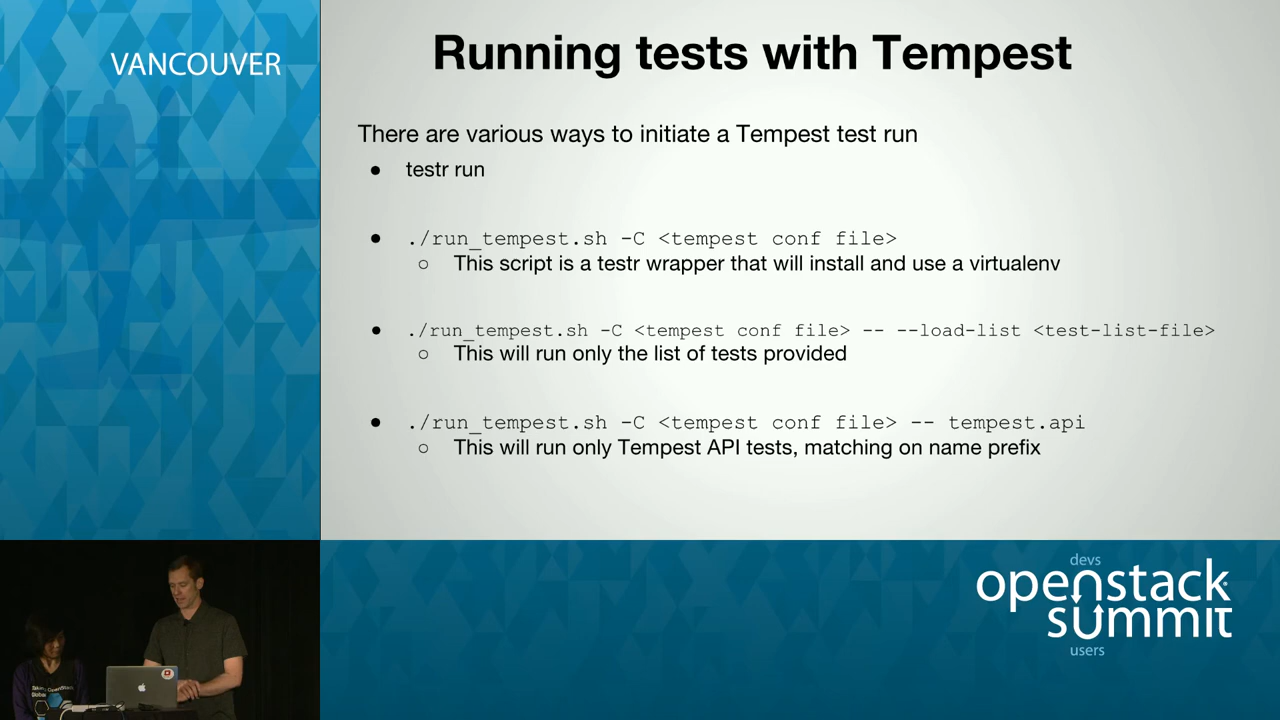 VANCOUVER
Running tests with Tempest
There are various ways to initiate a Tempest test run
● testr run
● ./run_tempest.sh -C <tempest conf file>
○ This script is a testr wrapper that will install and use a virtualenv
● ./run_tempest.sh -C <tempest conf file> -- --load-list <test-list-file>
○ This will run only the list of tests provided
● ./run_tempest.sh -C <tempest conf file> -- tempest.api
○ This will run only Tempest API tests, matching on name prefix
devs
openstack
summit
users